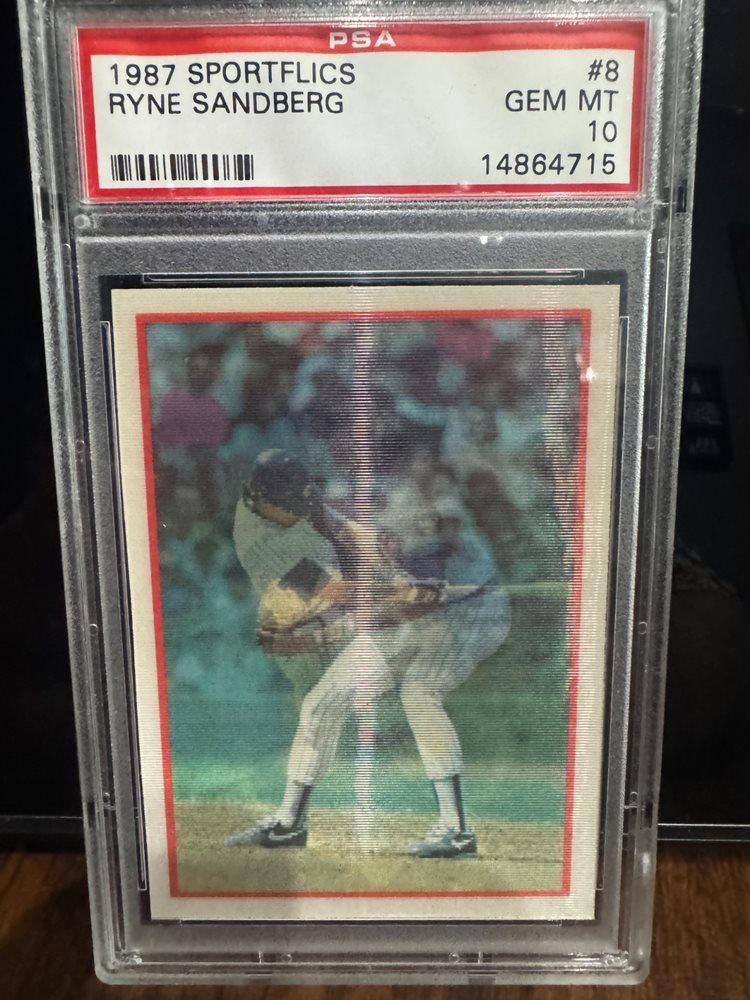 PSA
1987 SPORTFLICS #8
RYNE SANDBERG GEM MT
10
14864715